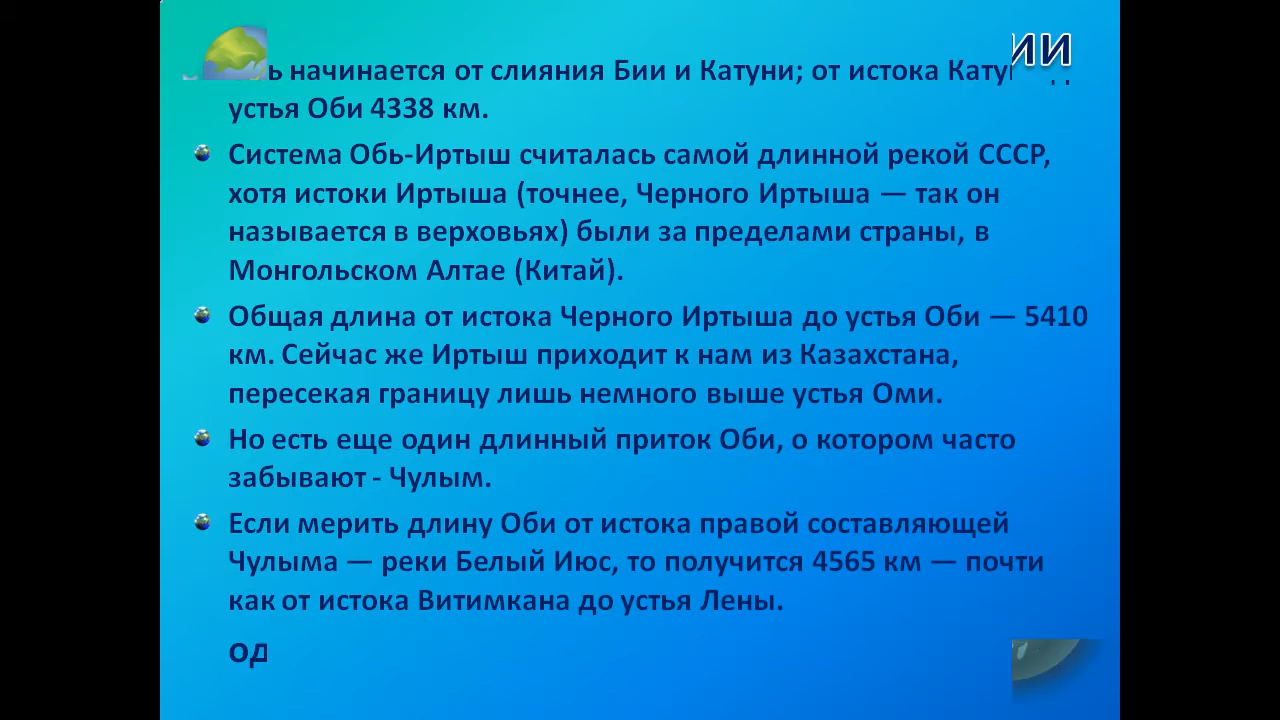 ии
ь начинается от слияния Бии и Катуни; от истока
устья Оби 4338 км.
Система Обь-Иртыш считалась самой длинной рекой СССР,
хотя истоки Иртыша (точнее, Черного Иртыша — так он
называется в верховьях) были за пределами страны, в
Монгольском Алтае (Китай).
Общая длина от истока Черного Иртыша до устья Оби — 5410
км. Сейчас же Иртыш приходит к нам из Казахстана,
пересекая границу лишь немного выше устья Оми.
Но есть еще один длинный приток Оби, о котором часто
забывают - Чулым.
Если мерить длину Оби от истока правой составляющей
Чулыма — реки Белый Июс, то получится 4565 км — почти
как от истока Витимкана до устья Лены.
од